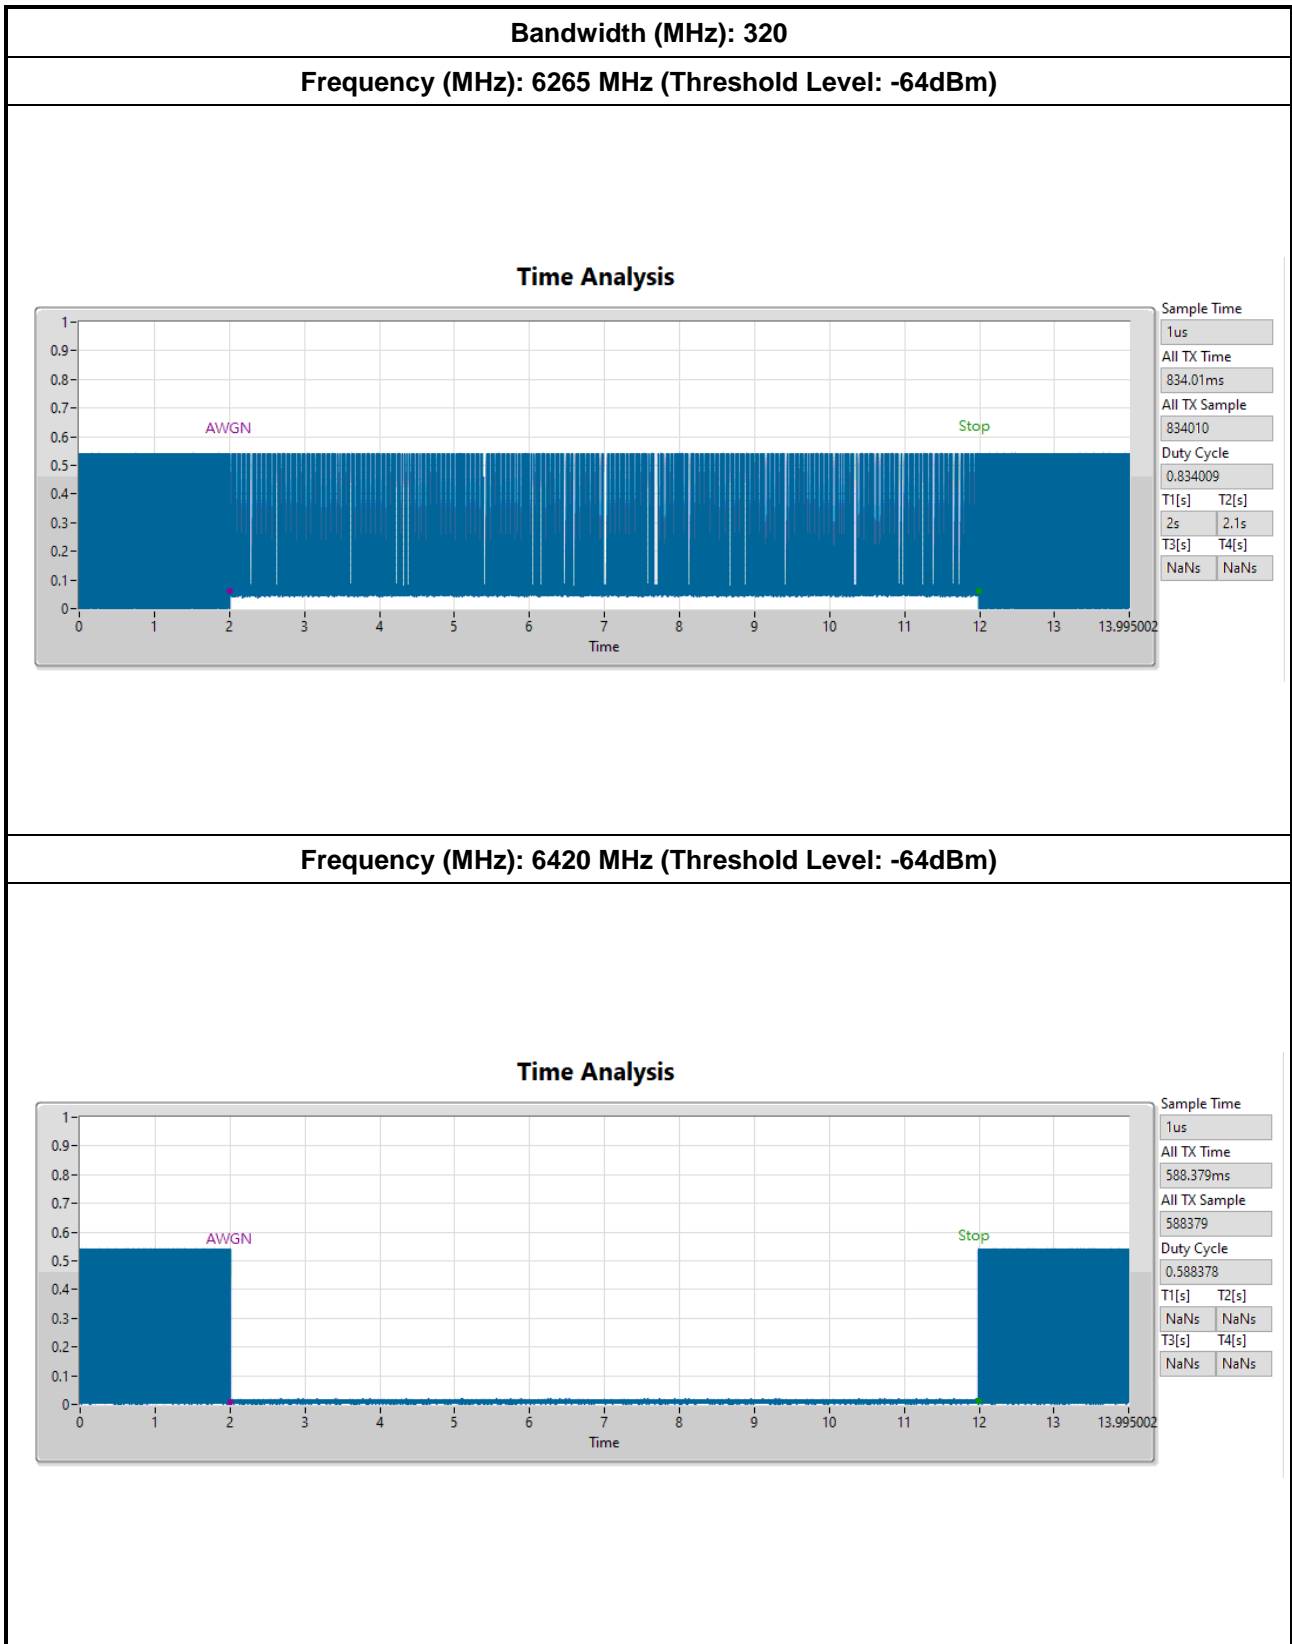 Bandwidth (MHz): 320
Frequency (MHz): 6265 MHz (Threshold Level: -64dBm)
Time Analysis
Sample Time
1us
All TX Time
834.01ms
All TX Sample
834010
Duty Cycle
0.834009
T1[s] T2[s]
2s 2.1s
T3[s] T4[s]
NaNs NaNs
1
0.9
0.8
0.7
0.6
0.5
0.4
0.3
0.2
0.1
0
AWGN
Stop
0 1 2 3 4 5 6 7 8 9 10 11 12 13 13.995002
Time
Frequency (MHz): 6420 MHz (Threshold Level: -64dBm)
Time Analysis
Sample Time
1us
All TX Time
588.379ms
All TX Sample
588379
Duty Cycle
0.588378
T1[s] T2[s]
NaNs NaNs
T3[s] T4[s]
NaNs NaNs
1
0.9
0.8
0.7
0.6
0.5
0.4
0.3
0.2
0.1
0
AWGN
Stop
0 1 2 3 4 5 6 7 8 9 10 11 12 13 13.995002
Time